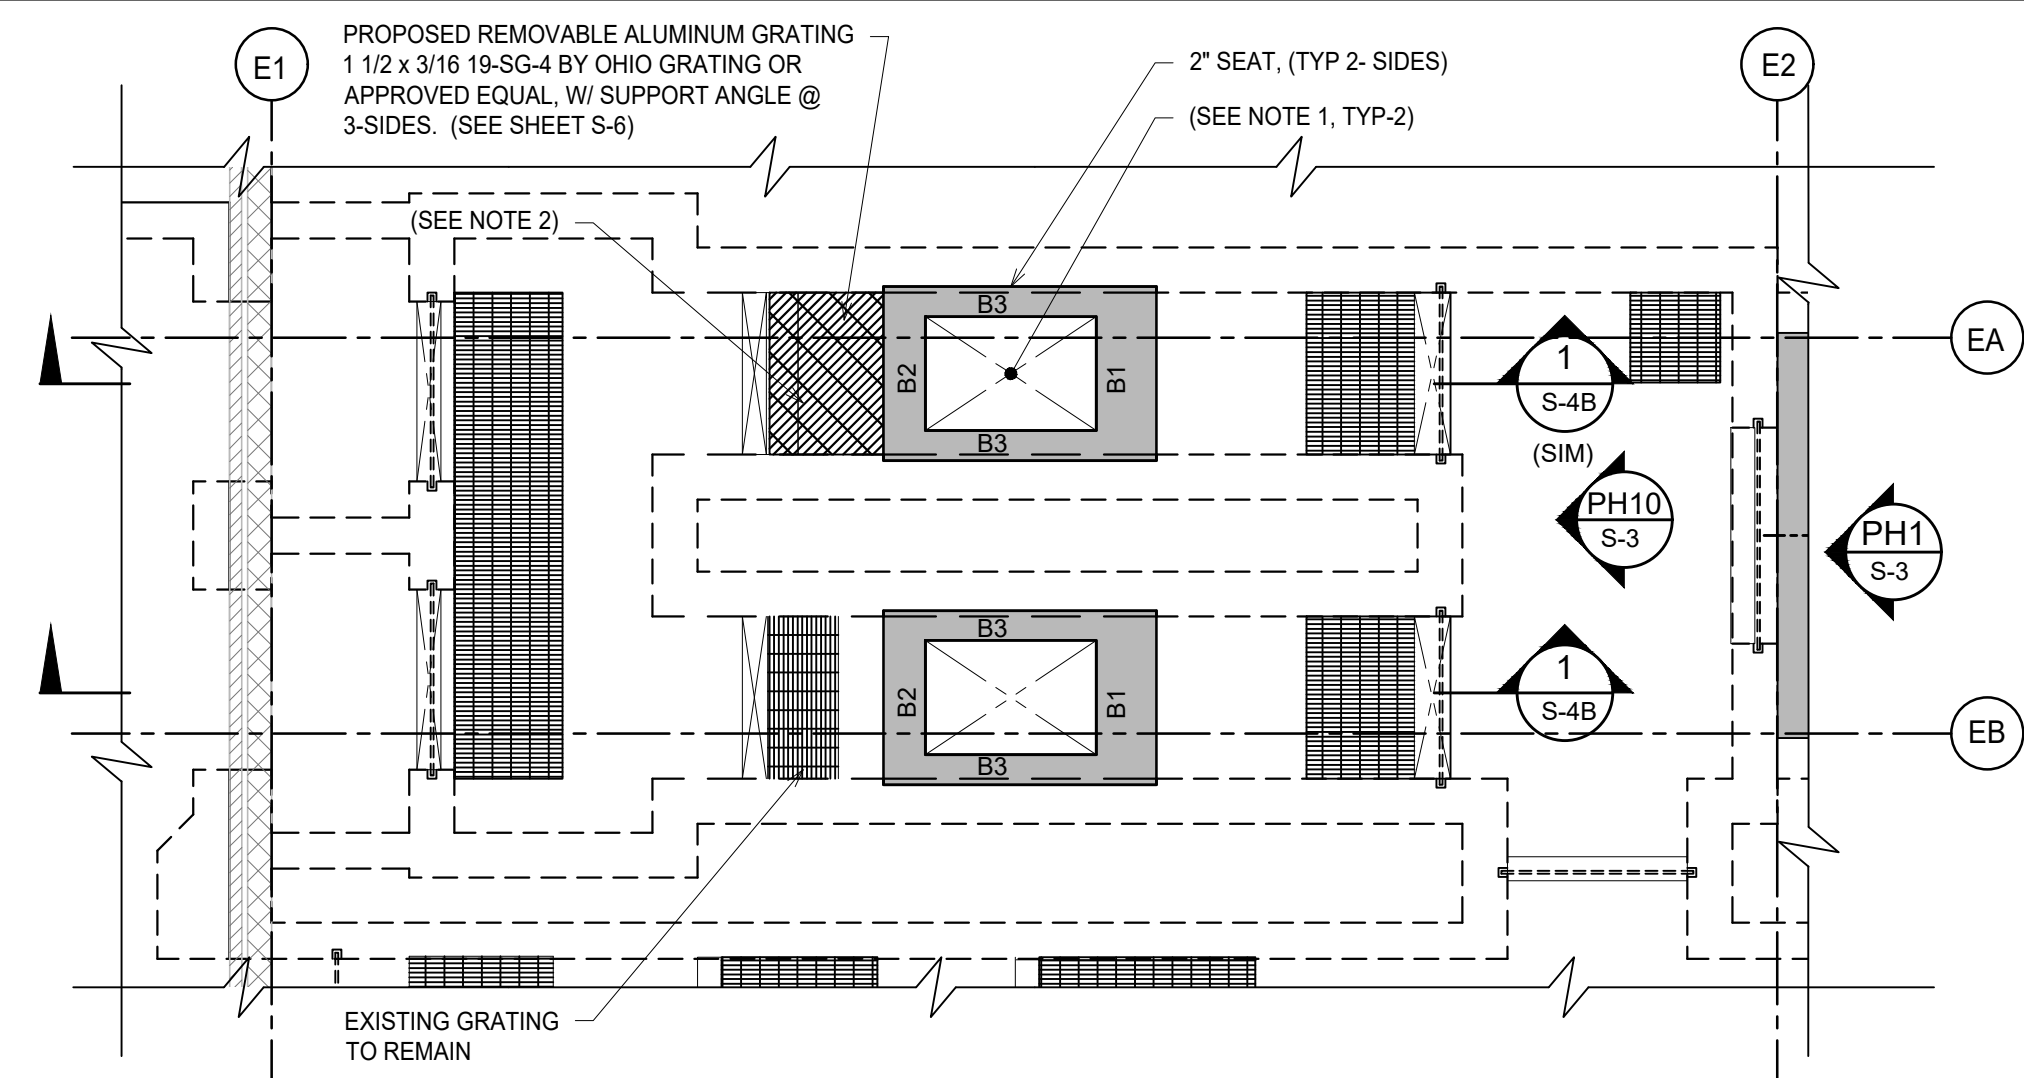 PROPOSED REMOVABLE ALUMINUM GRATING
1 1/2 x 3/16 19-SG-4 BY OHIO GRATING OR
APPROVED EQUAL, W/ SUPPORT ANGLE @
3-SIDES. (SEE SHEET S-6)
E1
2" SEAT, (TYP 2- SIDES)
(SEE NOTE 1, TYP-2)
E2
(SEE NOTE 2)
B3
B2
B1
B3
1
S-4B
(SIM)
EA
PH10
S-3
PH1
S-3
B3
B2
B1
B3
1
S-4B
EB
EXISTING GRATING
TO REMAIN